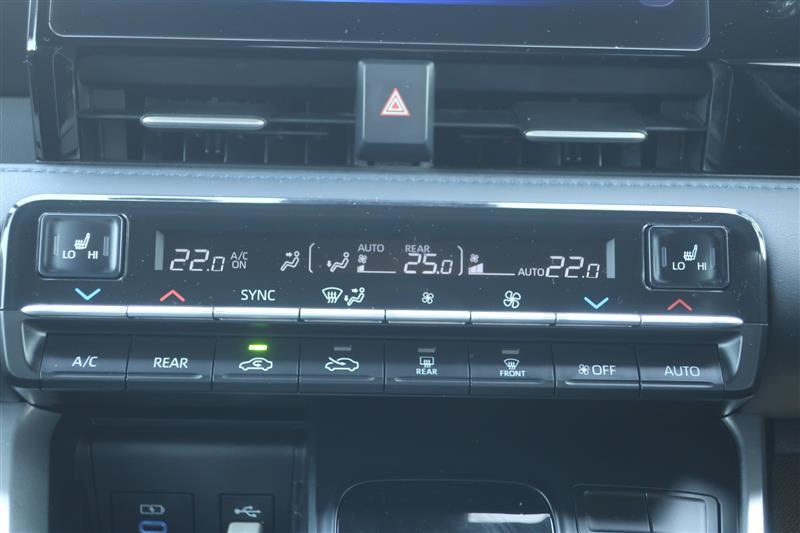 LO HI
22.0 A/C ON
AUTO
REAR
25.0
AUTO 22.0
LO HI
SYNC
A/C
REAR
REAR
FRONT
OFF
AUTO